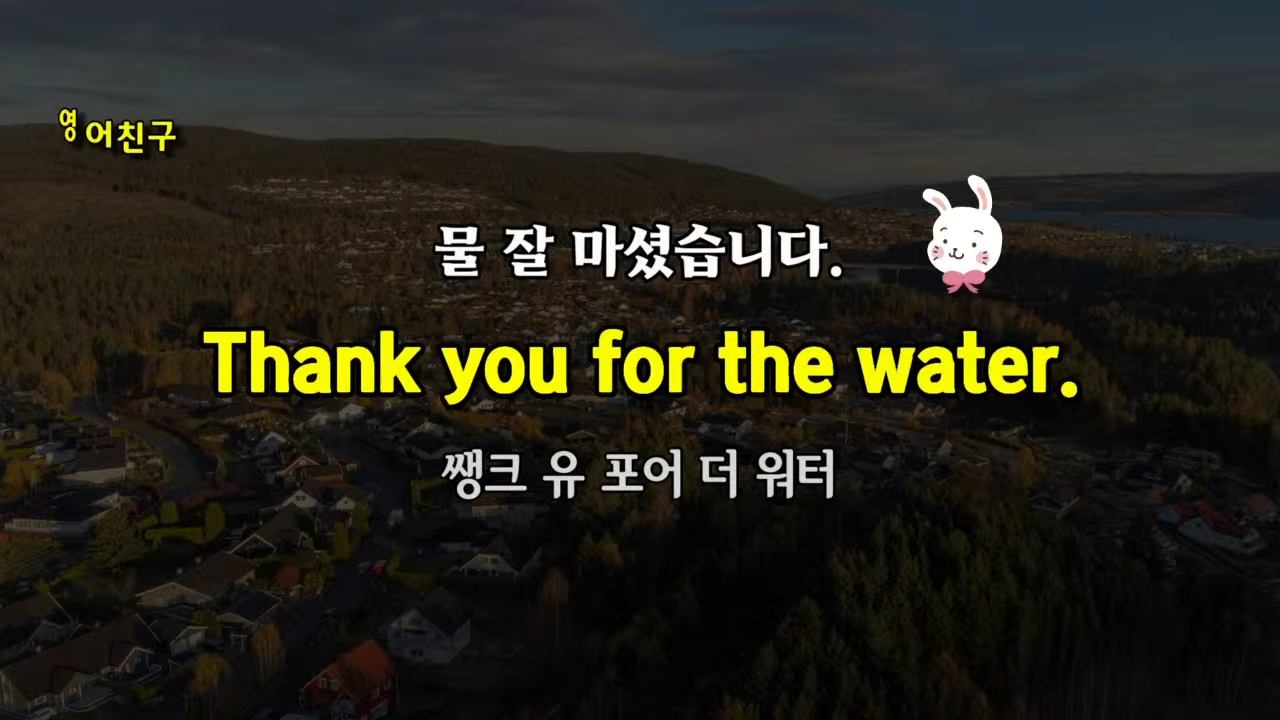 영어친구
물 잘 마셨습니다.
Thank you for the water.
쌩크 유 포어 더 워터